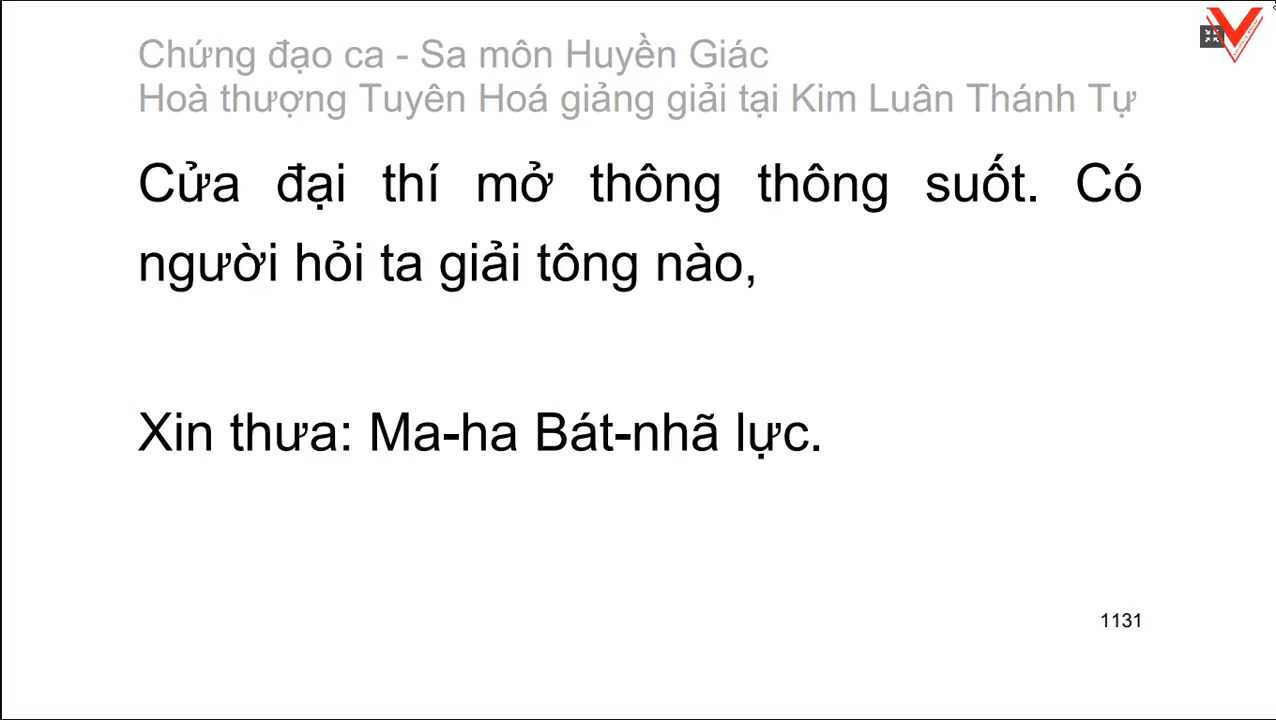 Chứng đạo ca - Sa môn Huyền Giác
Hoà thượng Tuyên Hoá giảng giải tại Kim Luân Thánh Tự
Cửa đại thí mở thông thông suốt. Có
người hỏi ta giải tông nào,
Xin thưa: Ma-ha Bát-nhã lực.
1131